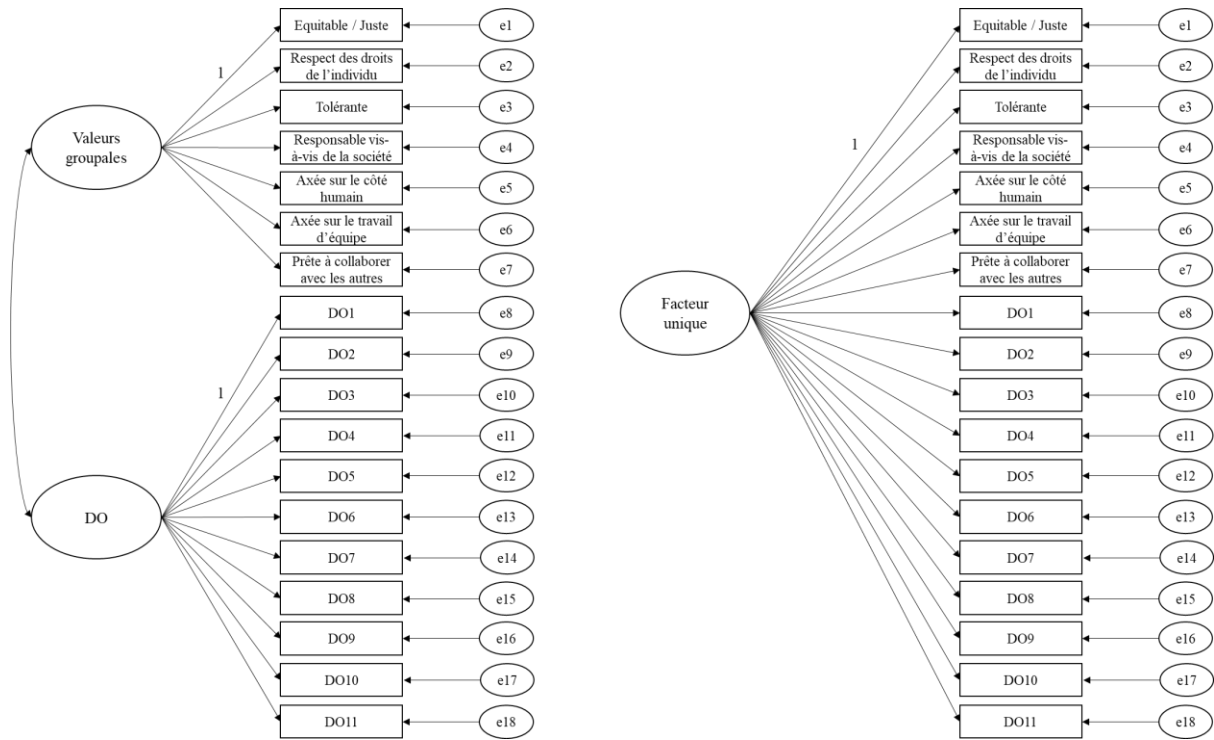 Equitable / Juste
e1
Respect des droits
de l’individu
e2
1
Tolérante
e3
Valeurs
groupales
Responsable vis-
à-vis de la société
e4
Axée sur le côté
humain
e5
Axée sur le travail
d’équipe
e6
Prête à collaborer
avec les autres
e7
DO1
e8
DO2
e9
1
DO3
e10
DO4
e11
DO5
e12
DO
DO6
e13
DO7
e14
DO8
e15
DO9
e16
DO10
e17
DO11
e18
Equitable / Juste
e1
Respect des droits
de l’individu
e2
Tolérante
e3
1
Responsable vis-
à-vis de la société
e4
Axée sur le côté
humain
e5
Axée sur le travail
d’équipe
e6
Prête à collaborer
avec les autres
e7
Facteur
unique
DO1
e8
DO2
e9
DO3
e10
DO4
e11
DO5
e12
DO6
e13
DO7
e14
DO8
e15
DO9
e16
DO10
e17
DO11
e18